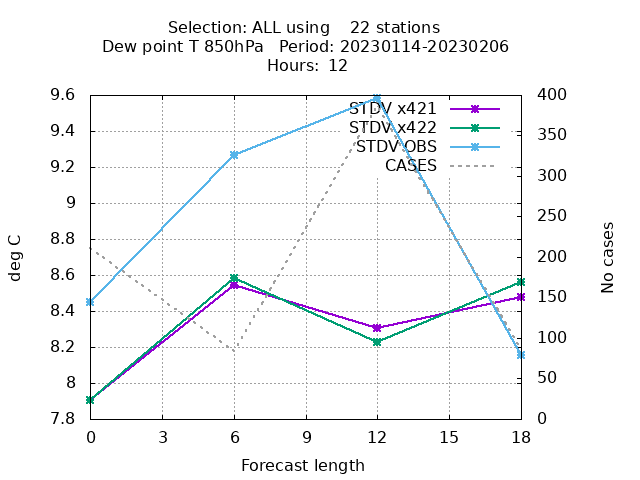 Selection: ALL using    22 stations
Dew point T 850hPa   Period: 20230114-20230206
Hours:  12
9.6
9.4
9.2
9
8.8
8.6
8.4
8.2
8
7.8
deg C
STDV x421
STDV x422
STDV OBS
CASES
400
350
300
250
200
150
100
50
0
No cases
0 3 6 9 12 15 18
Forecast length